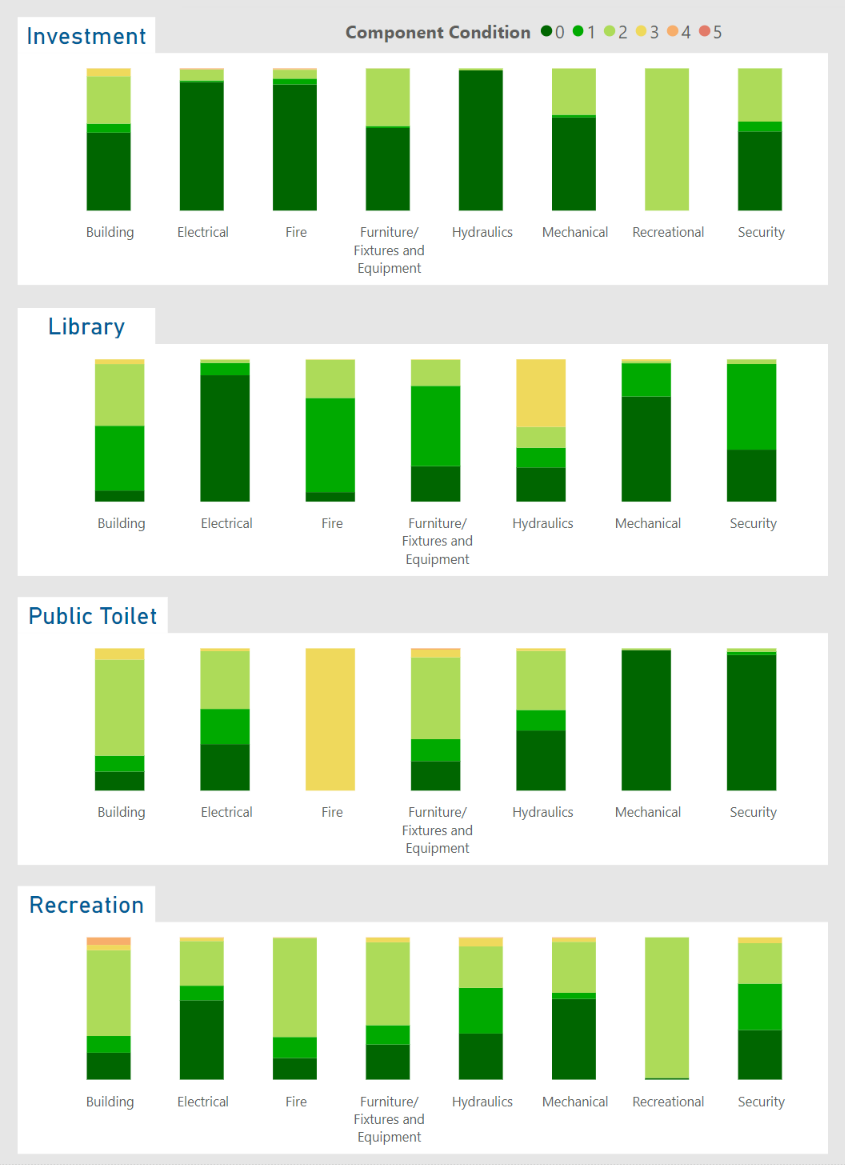 Investment
Component Condition 0 1 2 3 4 5
Building Electrical Fire Furniture/ Hydraulics Mechanical Recreational Security
Fixtures and
Equipment
Library
Building Electrical Fire Furniture/ Hydraulics Mechanical Security
Fixtures and
Equipment
Public Toilet
Building Electrical Fire Furniture/ Hydraulics Mechanical Security
Fixtures and
Equipment
Recreation
Building Electrical Fire Furniture/ Hydraulics Mechanical Recreational Security
Fixtures and
Equipment